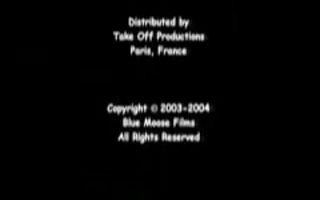 Distributed by
Take Off Productions
Paris, France
Copyright © 2003-2004
Blue Moose Films
All Rights Reserved